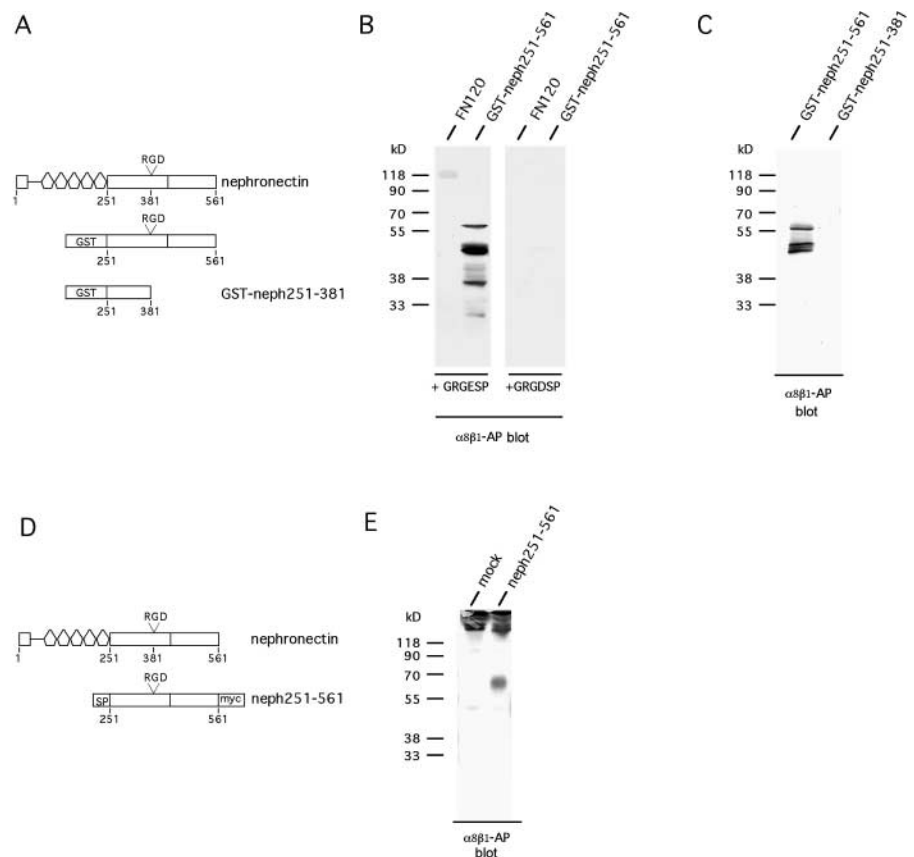 A
RGD
nephronectin
1 251 381 561
RGD
GST
251 561
GST
GST-neph251-381
251 381
B
FN120
GST-neph251-561
FN120
GST-neph251-561
kD
118
90
70
55
38
33
+ GRGESP
+GRGDSP
α8β1-AP blot
C
GST-neph251-561
GST-neph251-381
kD
118
90
70
55
38
33
α8β1-AP
blot
D
RGD
nephronectin
1 251 381 561
RGD
SP
myc
neph251-561
251 561
E
mock
neph251-561
kD
118
90
70
55
38
33
α8β1-AP
blot